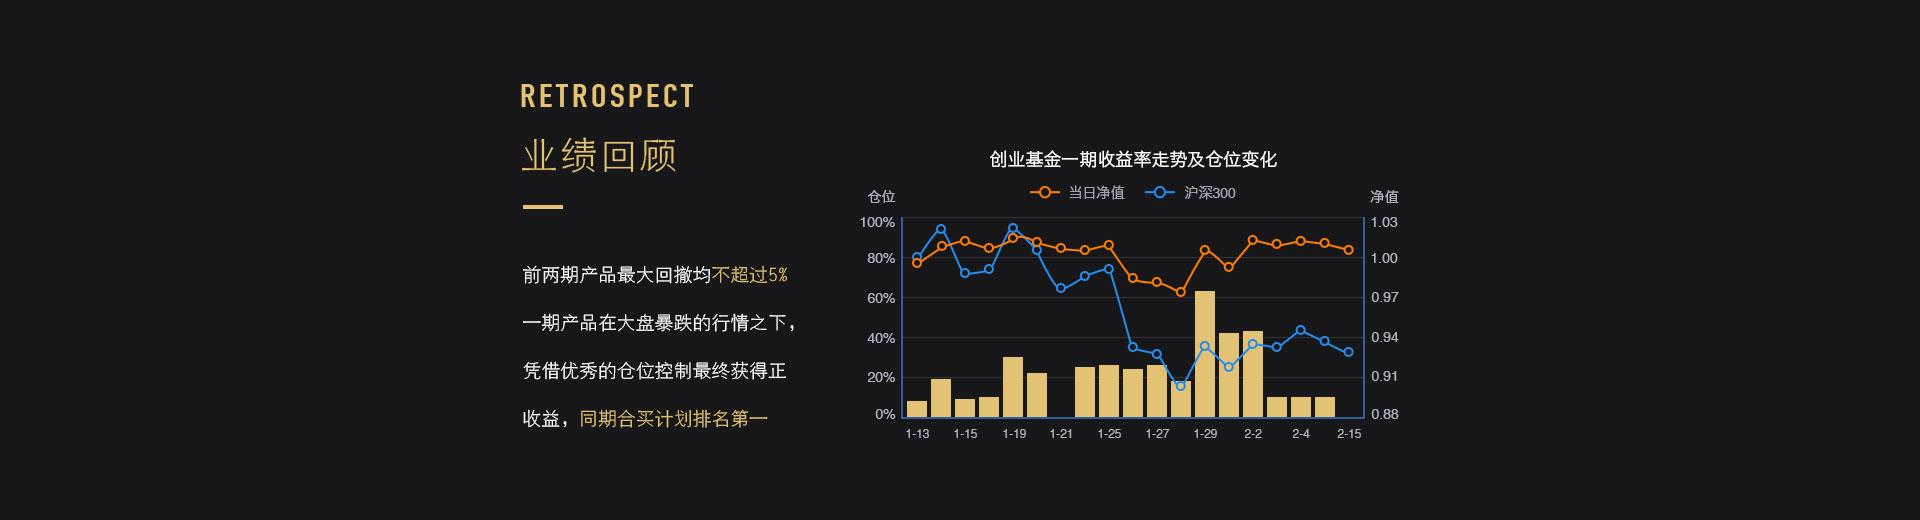 RETROSPECT
业绩回顾
前两期产品最大回撤均不超过5%
一期产品在大盘暴跌的行情之下，
凭借优秀的仓位控制最终获得正
收益，同期合买计划排名第一
创业基金一期收益率走势及仓位变化
当日净值 沪深300
仓位 净值
100% 1.03
80% 1.00
60% 0.97
40% 0.94
20% 0.91
0% 0.88
1-13 1-15 1-19 1-21 1-25 1-27 1-29 2-2 2-4 2-15